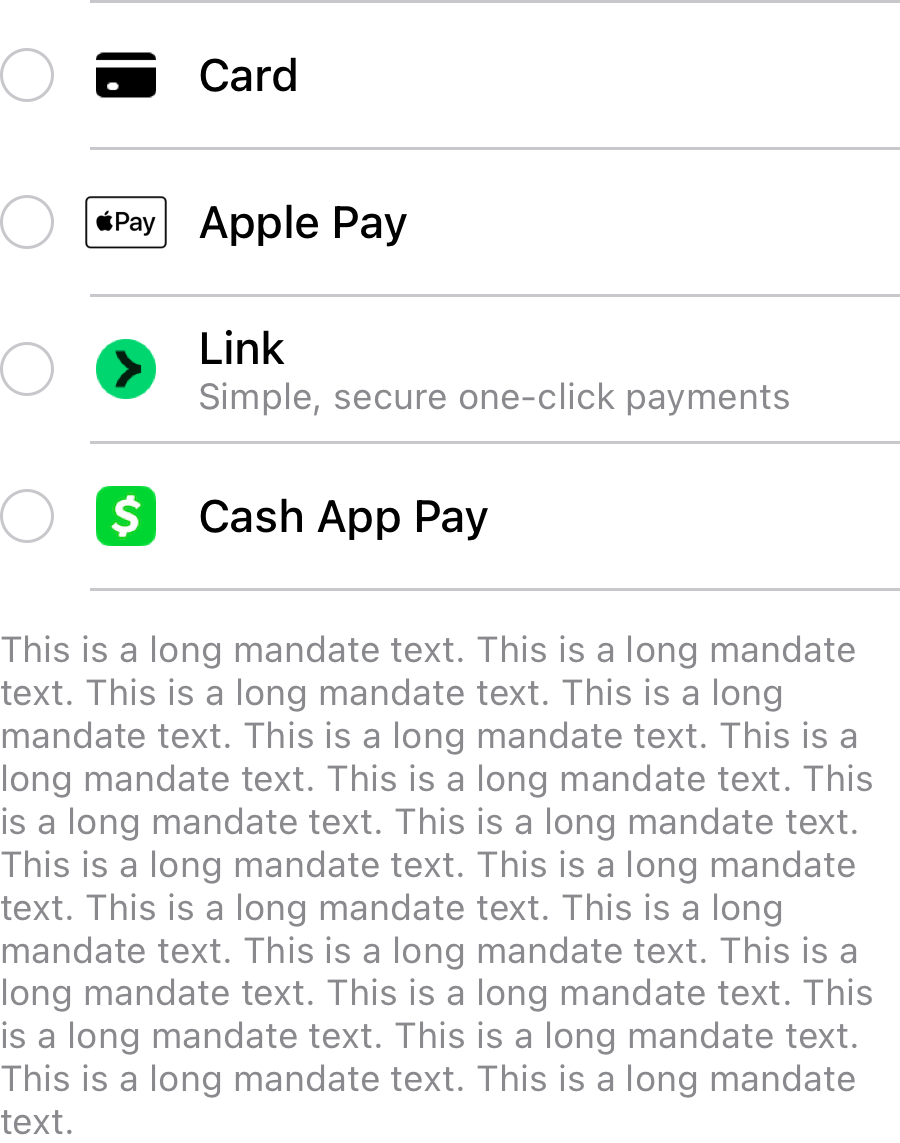 Card
Pay
Apple Pay
Link
Simple, secure one-click payments
$
Cash App Pay
This is a long mandate text. This is a long mandate
text. This is a long mandate text. This is a long
mandate text. This is a long mandate text. This is a
long mandate text. This is a long mandate text. This
is a long mandate text. This is a long mandate text.
This is a long mandate text. This is a long mandate
text. This is a long mandate text. This is a long
mandate text. This is a long mandate text. This is a
long mandate text. This is a long mandate text. This
is a long mandate text. This is a long mandate text.
This is a long mandate text. This is a long mandate
text.